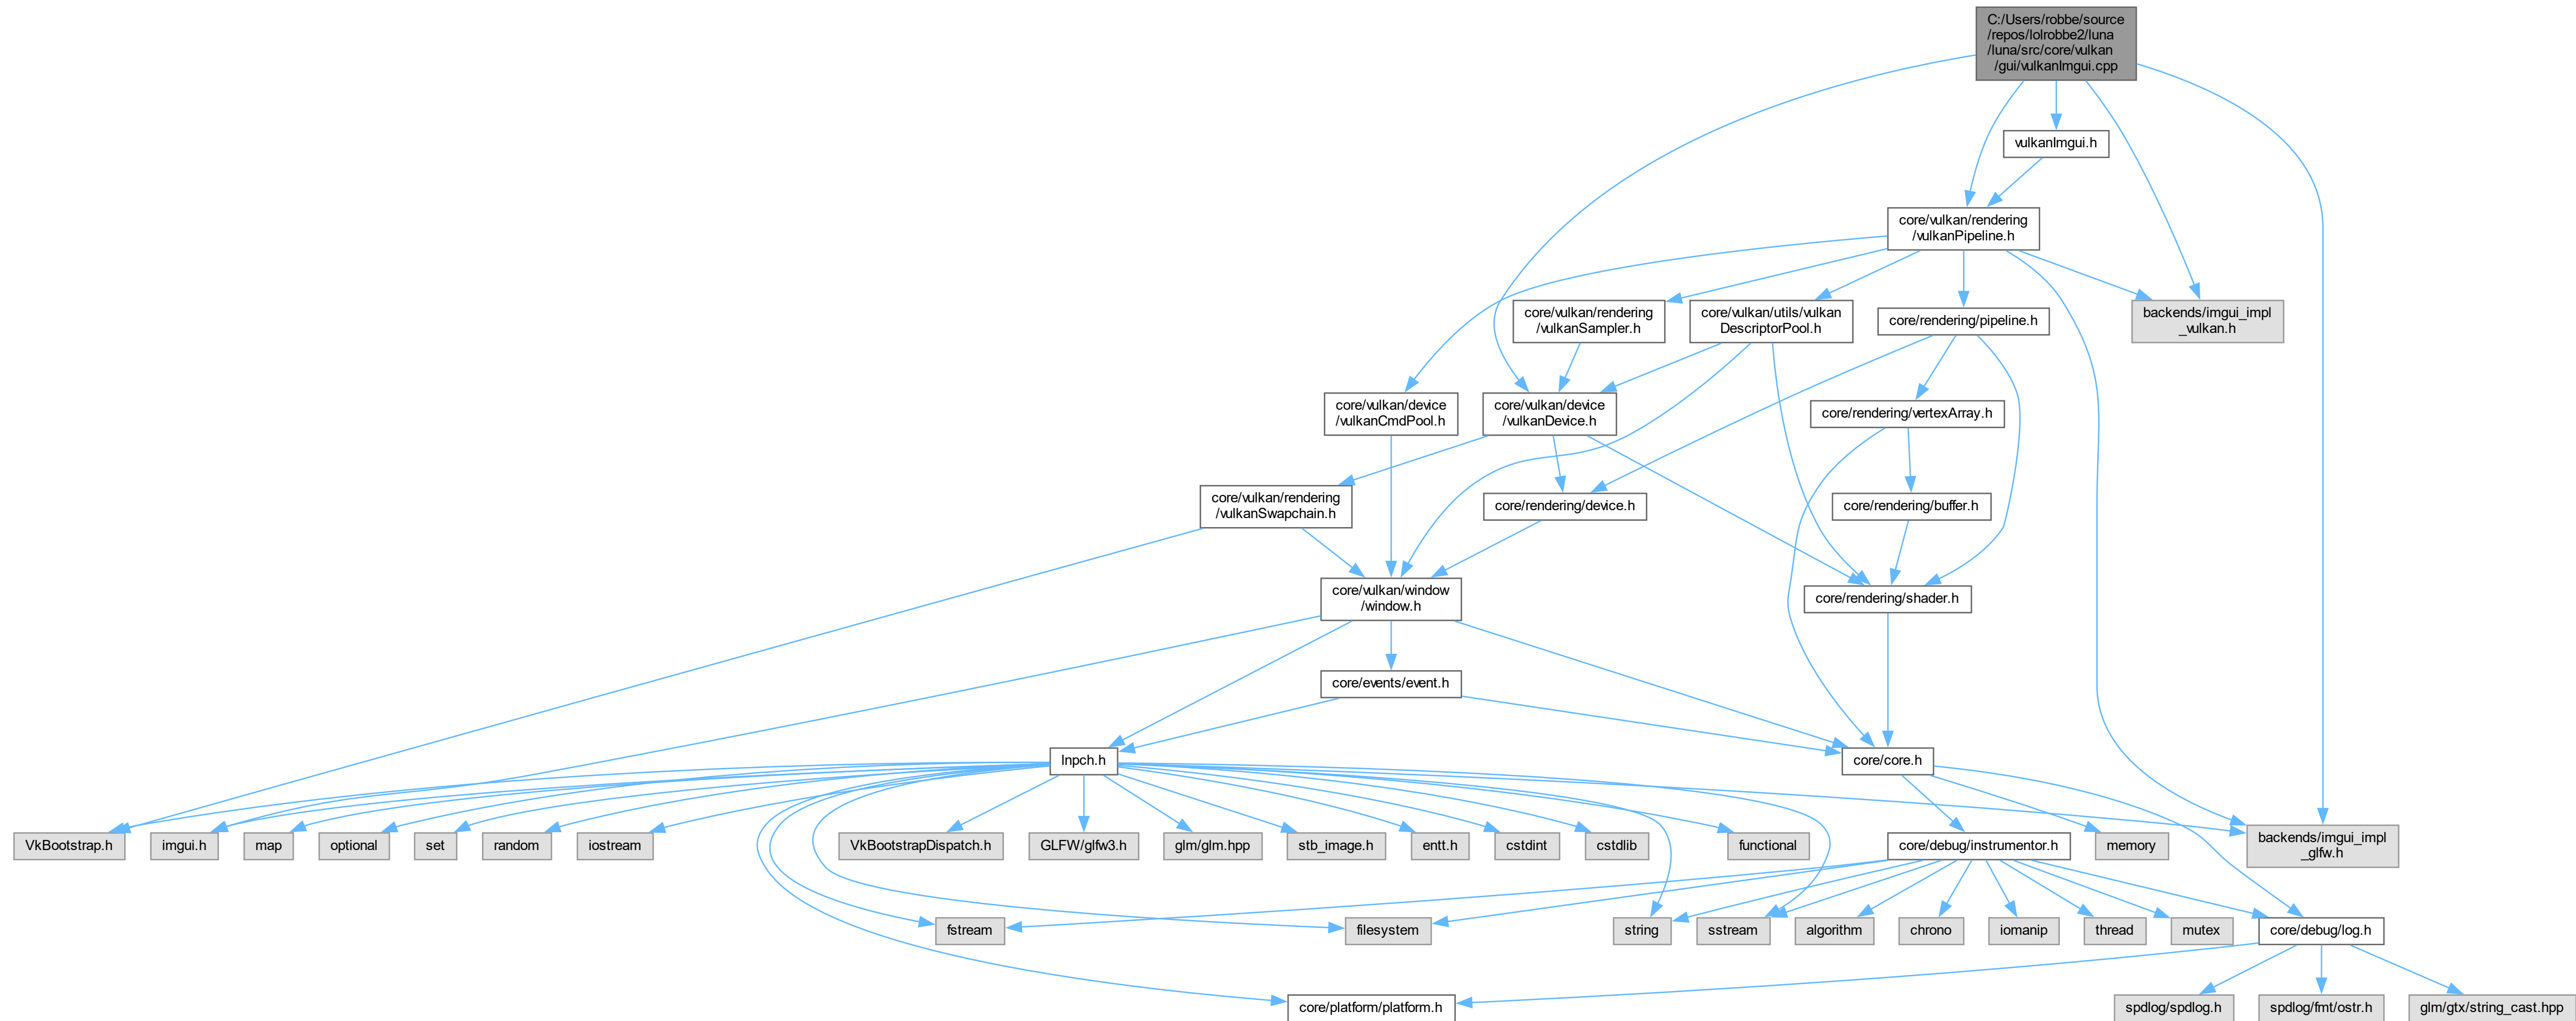 C:/Users/robbe/source
/repos/lolrobbe2/luna
/luna/src/core/vulkan
/gui/vulkanImgui.cpp
vulkanImgui.h
core/vulkan/rendering
/vulkanPipeline.h
core/vulkan/rendering
/vulkanSampler.h
core/vulkan/utils/vulkan
DescriptorPool.h
core/rendering/pipeline.h
backends/imgui_impl
_vulkan.h
core/vulkan/device
/vulkanCmdPool.h
core/vulkan/device
/vulkanDevice.h
core/rendering/vertexArray.h
core/vulkan/rendering
/vulkanSwapchain.h
core/rendering/device.h
core/rendering/buffer.h
core/vulkan/window
/window.h
core/rendering/shader.h
core/events/event.h
lnpch.h
core/core.h
VkBootstrap.h
imgui.h
map
optional
set
random
iostream
VkBootstrapDispatch.h
GLFW/glfw3.h
glm/glm.hpp
stb_image.h
entt.h
cstdint
cstdlib
functional
core/debug/instrumentor.h
memory
backends/imgui_impl
_glfw.h
fstream
filesystem
string
sstream
algorithm
chrono
iomanip
thread
mutex
core/debug/log.h
core/platform/platform.h
spdlog/spdlog.h
spdlog/fmt/ostr.h
glm/gtx/string_cast.hpp